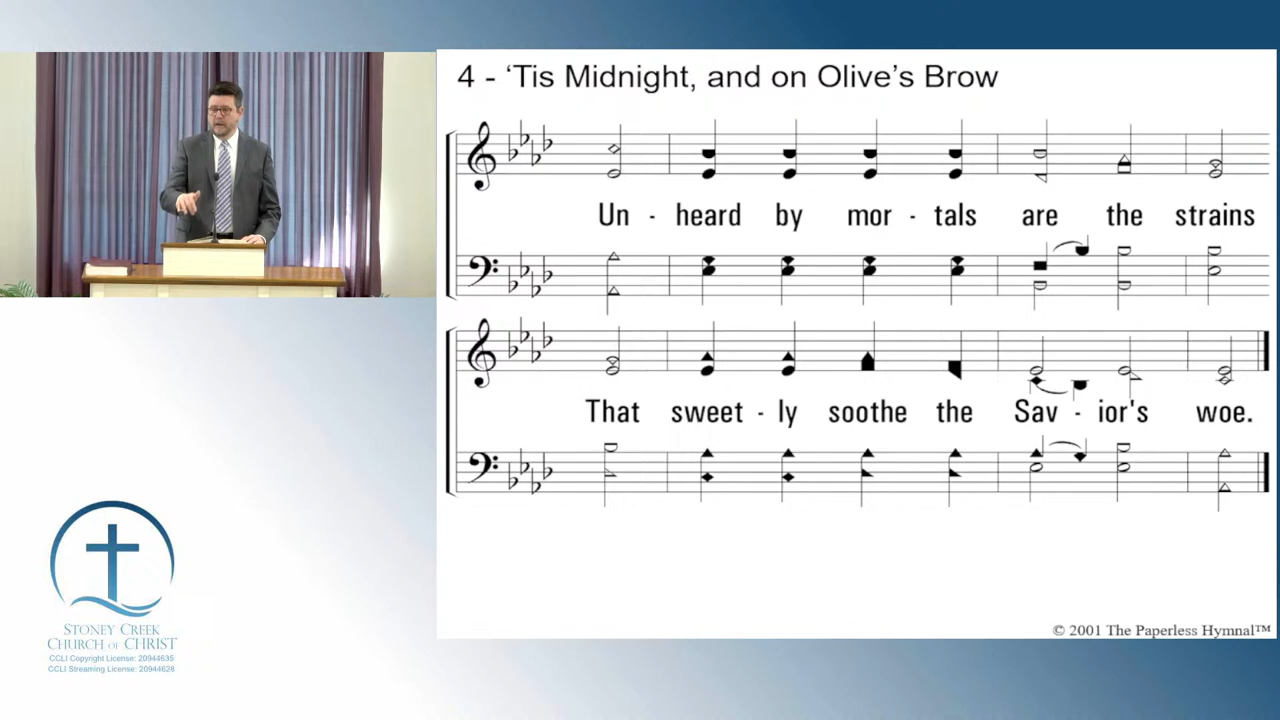 4 - ‘Tis Midnight, and on Olive’s Brow
Un - heard by mor - tals are the strains
That sweet - ly soothe the Sav - ior's woe.
© 2001 The Paperless Hymnal™
STONEY CREEK
CHURCH OF CHRIST
CCLI Copyright License: 20944635
CCLI Streaming License: 20944628